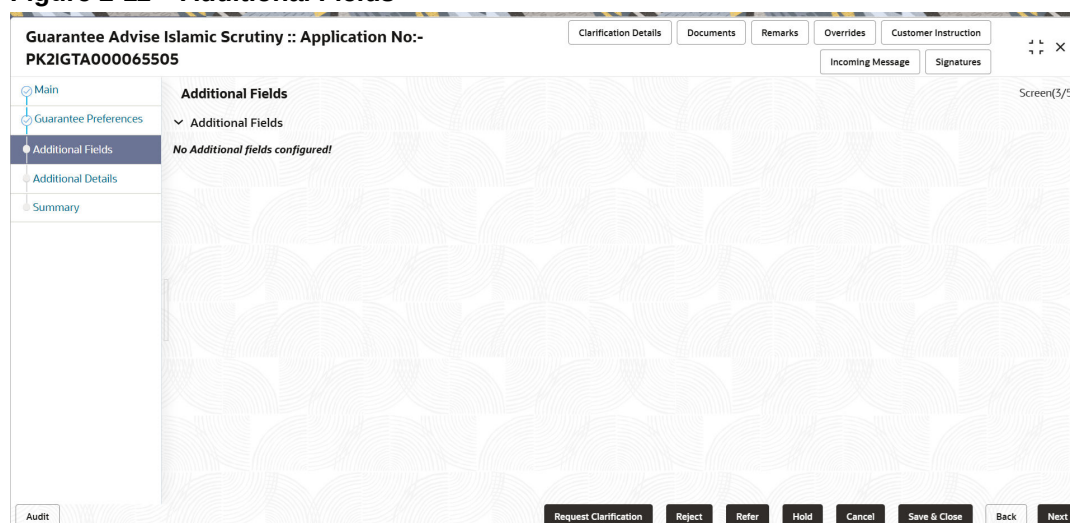 Guarantee Advise Islamic Scrutiny :: Application No:-
PK2IGTA000065505
Clarification Details
Documents
Remarks
Overrides
Customer Instruction
Incoming Message
Signatures
Main
Guarantee Preferences
Additional Fields
Additional Details
Summary
Additional Fields
Screen(3/5
Additional Fields
No Additional fields configured!
Audit
Request Clarification
Reject
Refer
Hold
Cancel
Save & Close
Back
Next